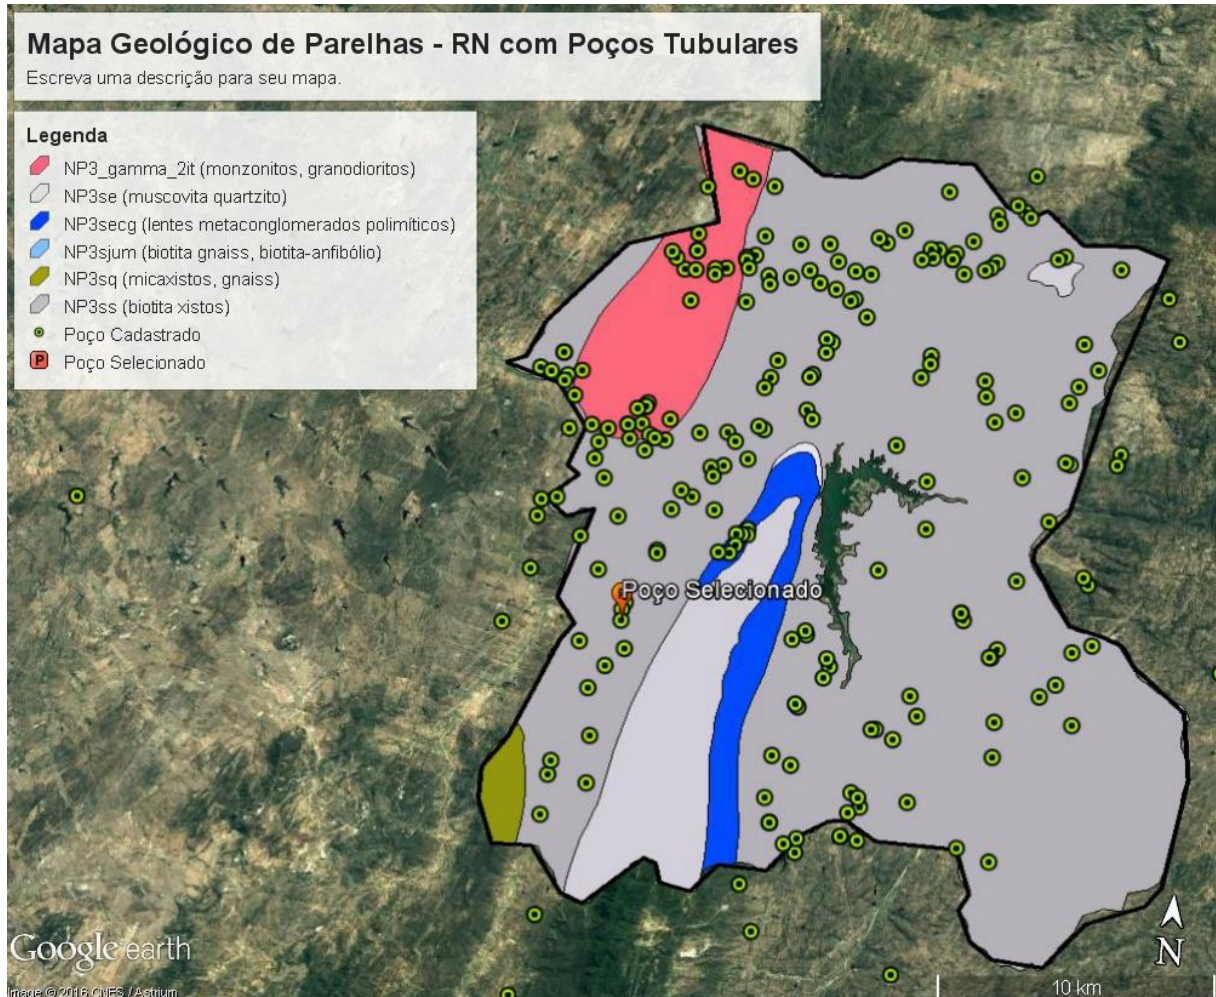 Mapa Geológico de Parelhas - RN com Poços Tubulares
Escreva uma descrição para seu mapa.
Legenda
NP3_gamma_2it (monzonitos, granodioritos)
NP3se (muscovita quartzito)
NP3secg (lentes metaconglomerados polimíticos)
NP3sjum (biotita gnaiss, biotita-anfibólio)
NP3sq (micaxistos, gnaiss)
NP3ss (biotita xistos)
Poço Cadastrado
P Poço Selecionado
Poço Selecionado
Google earth
N
Image © 2016 CNES / Astrium
10 km